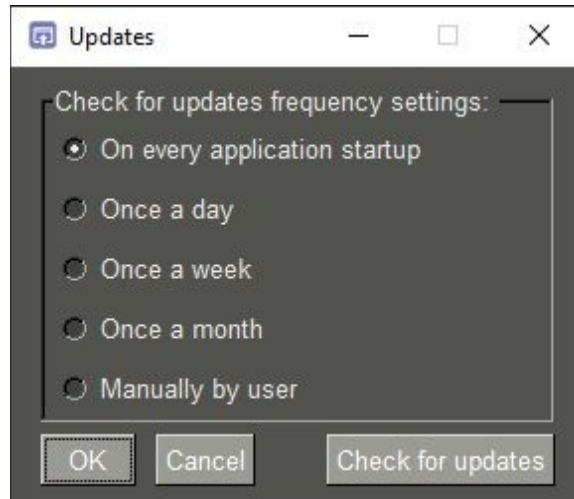 Updates
Check for updates frequency settings:
On every application startup
Once a day
Once a week
Once a month
Manually by user
OK Cancel Check for updates